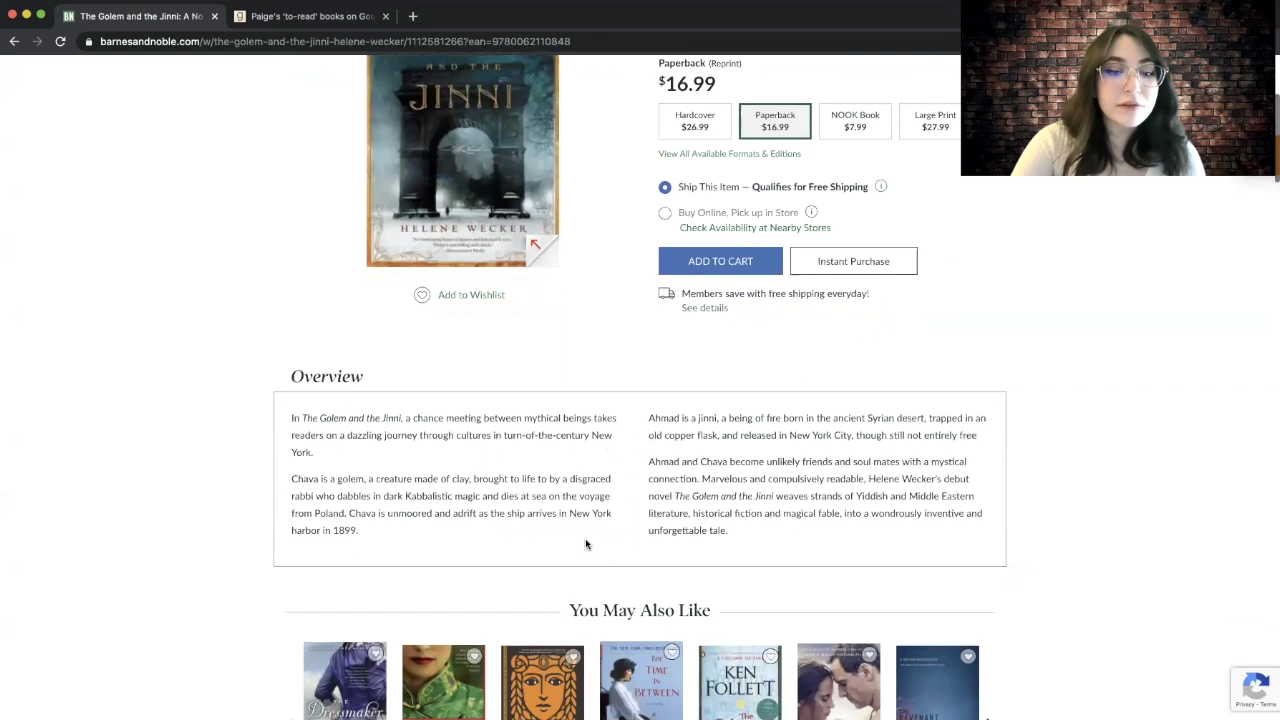 BN The Golem and the Jinni: A No
Paige's 'to-read' books on Goo
barnesandnoble.com/w/the-golem-and-the-jinni-helene-wecker/1112581266?ean=9780062110848
AND THE
JINNI
HELENE WECKER
Add to Wishlist
Paperback (Reprint)
$16.99
Hardcover
$26.99
Paperback
$16.99
NOOK Book
$7.99
Large Print
$27.99
View All Available Formats & Editions
Ship This Item — Qualifies for Free Shipping
Buy Online, Pick up in Store
Check Availability at Nearby Stores
ADD TO CART
Instant Purchase
Members save with free shipping everyday!
See details
Overview
In The Golem and the Jinni, a chance meeting between mythical beings takes
readers on a dazzling journey through cultures in turn-of-the-century New
York.
Chava is a golem, a creature made of clay, brought to life to by a disgraced
rabbi who dabbles in dark Kabbalistic magic and dies at sea on the voyage
from Poland. Chava is unmoored and adrift as the ship arrives in New York
harbor in 1899.
Ahmad is a jinni, a being of fire born in the ancient Syrian desert, trapped in an
old copper flask, and released in New York City, though still not entirely free
Ahmad and Chava become unlikely friends and soul mates with a mystical
connection. Marvelous and compulsively readable, Helene Wecker's debut
novel The Golem and the Jinni weaves strands of Yiddish and Middle Eastern
literature, historical fiction and magical fable, into a wondrously inventive and
unforgettable tale.
You May Also Like
THE
Dressmaker
THE
TIME
IN
BETWEEN
KEN
FOLLETT
The
Privacy - Terms